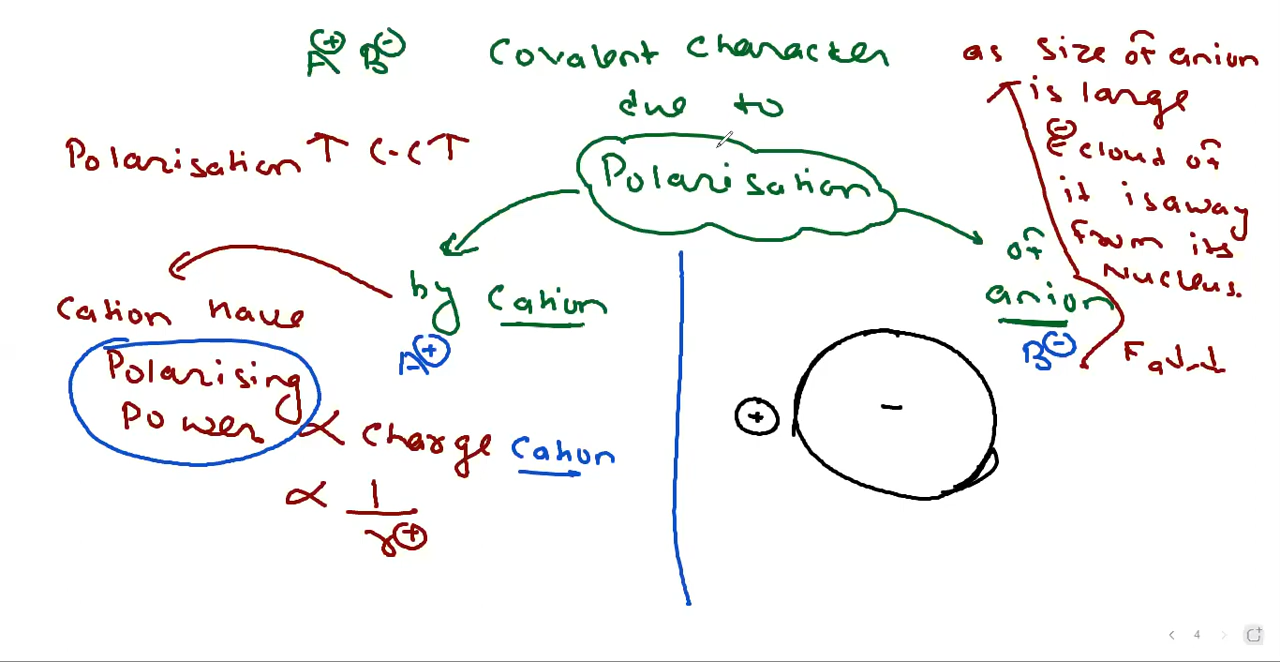 A⊕ B⊖ Covalent Character
due to
Polarisation
Polarisation ↑ C-C ↑
as size of anion
is large
e⊖ cloud of
it is away
From its
Nucleus.
by Cation
A⊕
of
anion
B⊖
Cation have
Polarising
Power ∝ charge Cation
∝ 1/r⊕
+
−
4